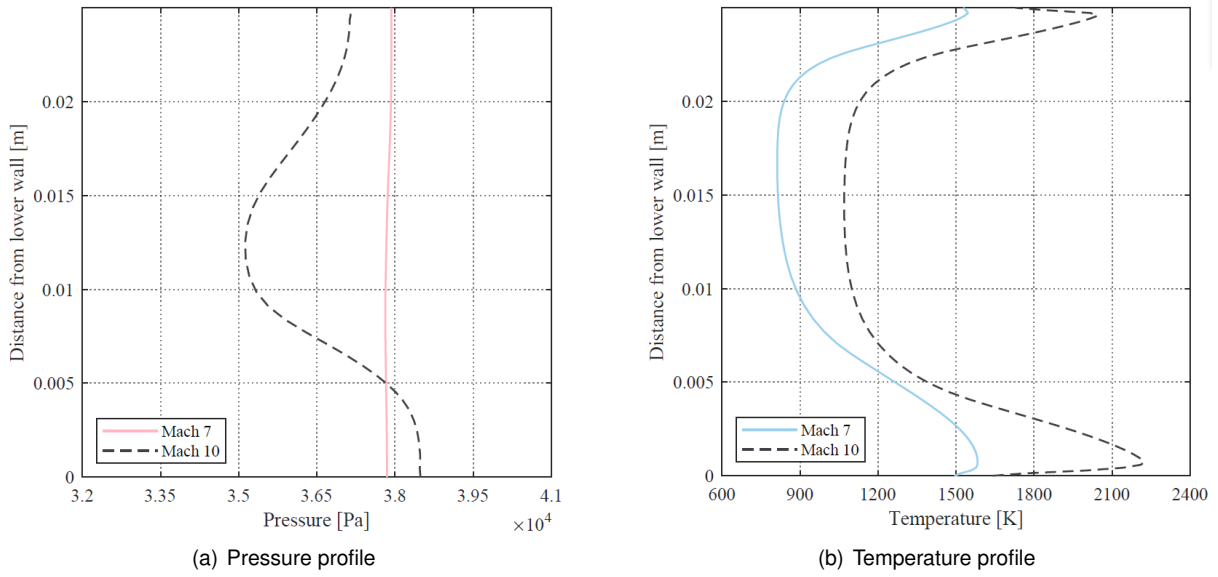 Distance from lower wall [m]
0.02
0.015
0.01
0.005
0
Mach 7
Mach 10
3.2 3.35 3.5 3.65 3.8 3.95 4.1
Pressure [Pa]
×10⁴
(a) Pressure profile
Distance from lower wall [m]
0.02
0.015
0.01
0.005
0
Mach 7
Mach 10
600 900 1200 1500 1800 2100 2400
Temperature [K]
(b) Temperature profile